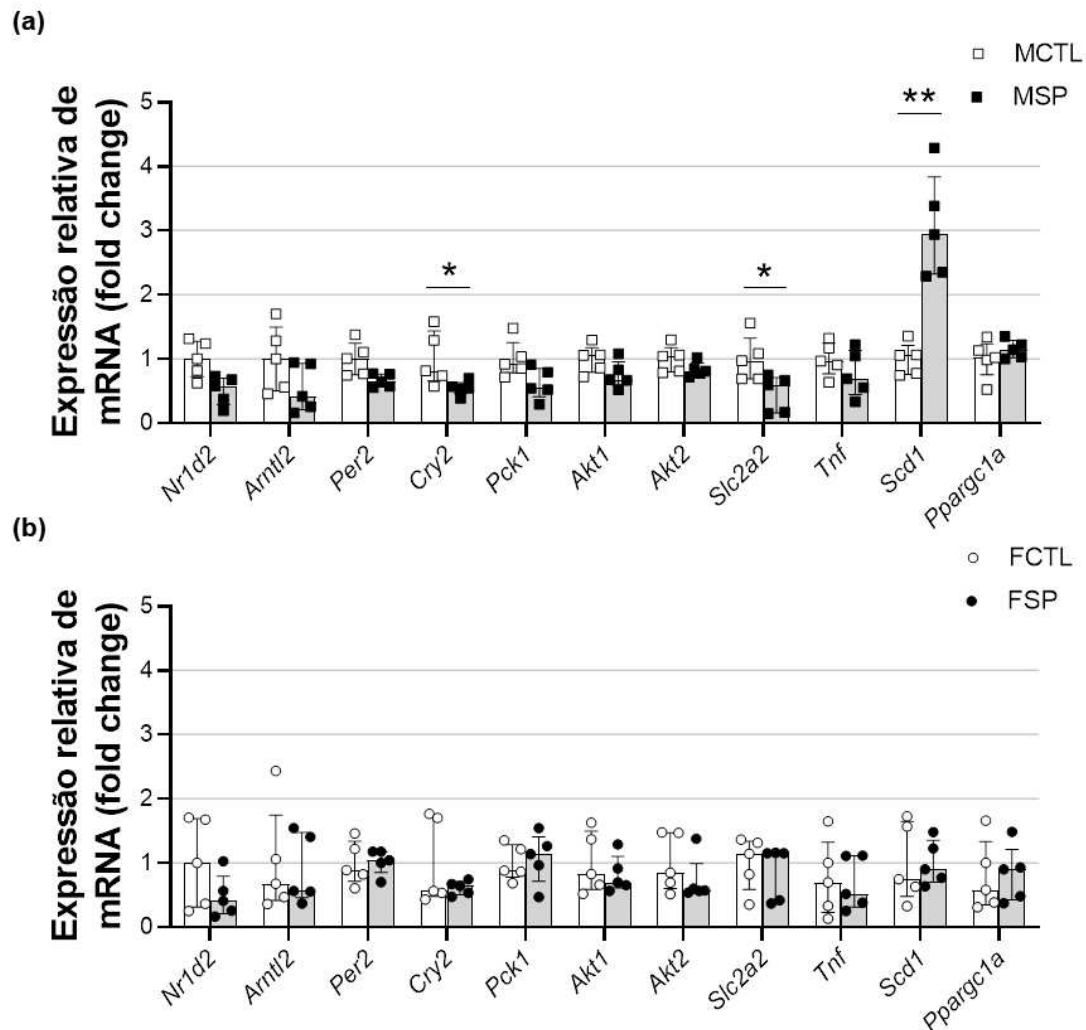 (a)
MCTL
MSP
Expressão relativa de
mRNA (fold change)
5
4
3
2
1
0
*
*
**
Nr1d2
Arntl2
Per2
Cry2
Pck1
Akt1
Akt2
Slc2a2
Tnf
Scd1
Ppargc1a
(b)
FCTL
FSP
Expressão relativa de
mRNA (fold change)
5
4
3
2
1
0
Nr1d2
Arntl2
Per2
Cry2
Pck1
Akt1
Akt2
Slc2a2
Tnf
Scd1
Ppargc1a